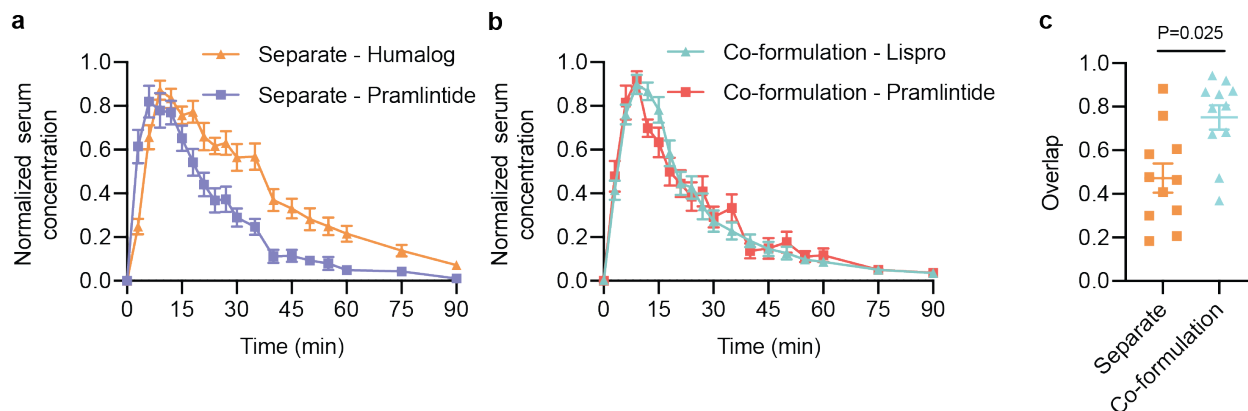 a
Separate - Humalog
Separate - Pramlintide
Normalized serum
concentration
1.0
0.8
0.6
0.4
0.2
0.0
0 15 30 45 60 75 90
Time (min)
b
Co-formulation - Lispro
Co-formulation - Pramlintide
Normalized serum
concentration
1.0
0.8
0.6
0.4
0.2
0.0
0 15 30 45 60 75 90
Time (min)
c
P=0.025
Overlap
1.0
0.8
0.6
0.4
0.2
0.0
Separate
Co-formulation